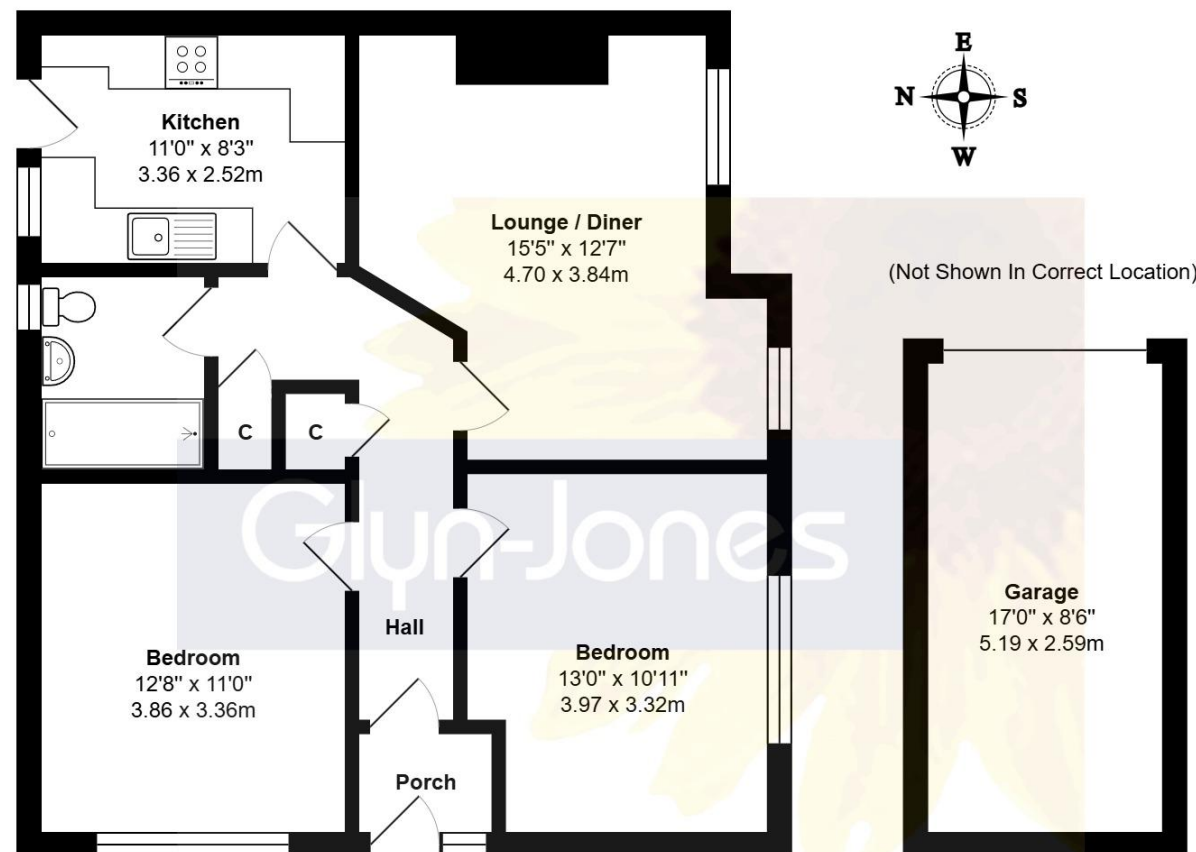 Kitchen
11'0" x 8'3"
3.36 x 2.52m
Lounge / Diner
15'5" x 12'7"
4.70 x 3.84m
E
N
S
W
(Not Shown In Correct Location)
C
C
Glyn-Jones
Hall
Bedroom
12'8" x 11'0"
3.86 x 3.36m
Bedroom
13'0" x 10'11"
3.97 x 3.32m
Porch
Garage
17'0" x 8'6"
5.19 x 2.59m